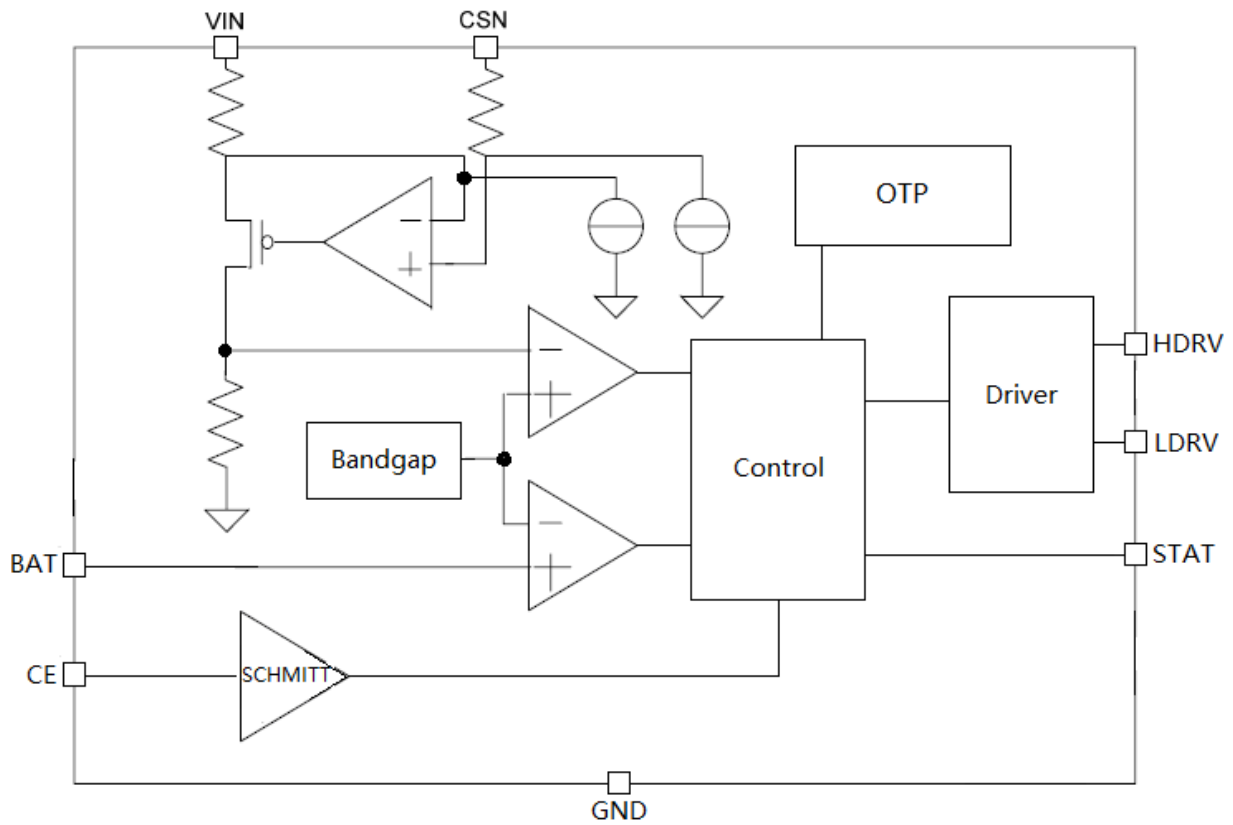 VIN
CSN
OTP
−
+
HDRV
−
Driver
+
LDRV
Bandgap
Control
−
STAT
BAT
+
CE
SCHMITT
GND